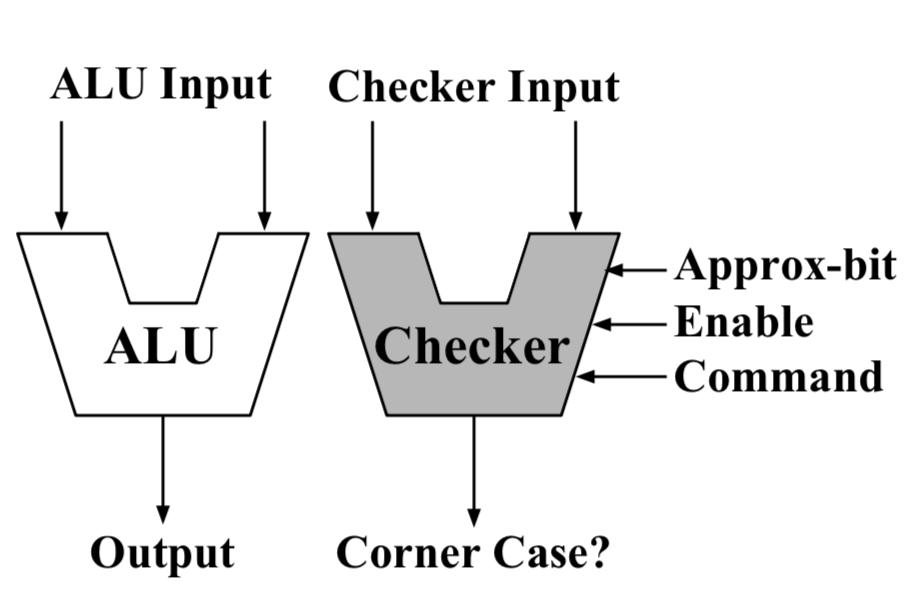 ALU Input
Checker Input
ALU
Checker
Approx-bit
Enable
Command
Output
Corner Case?